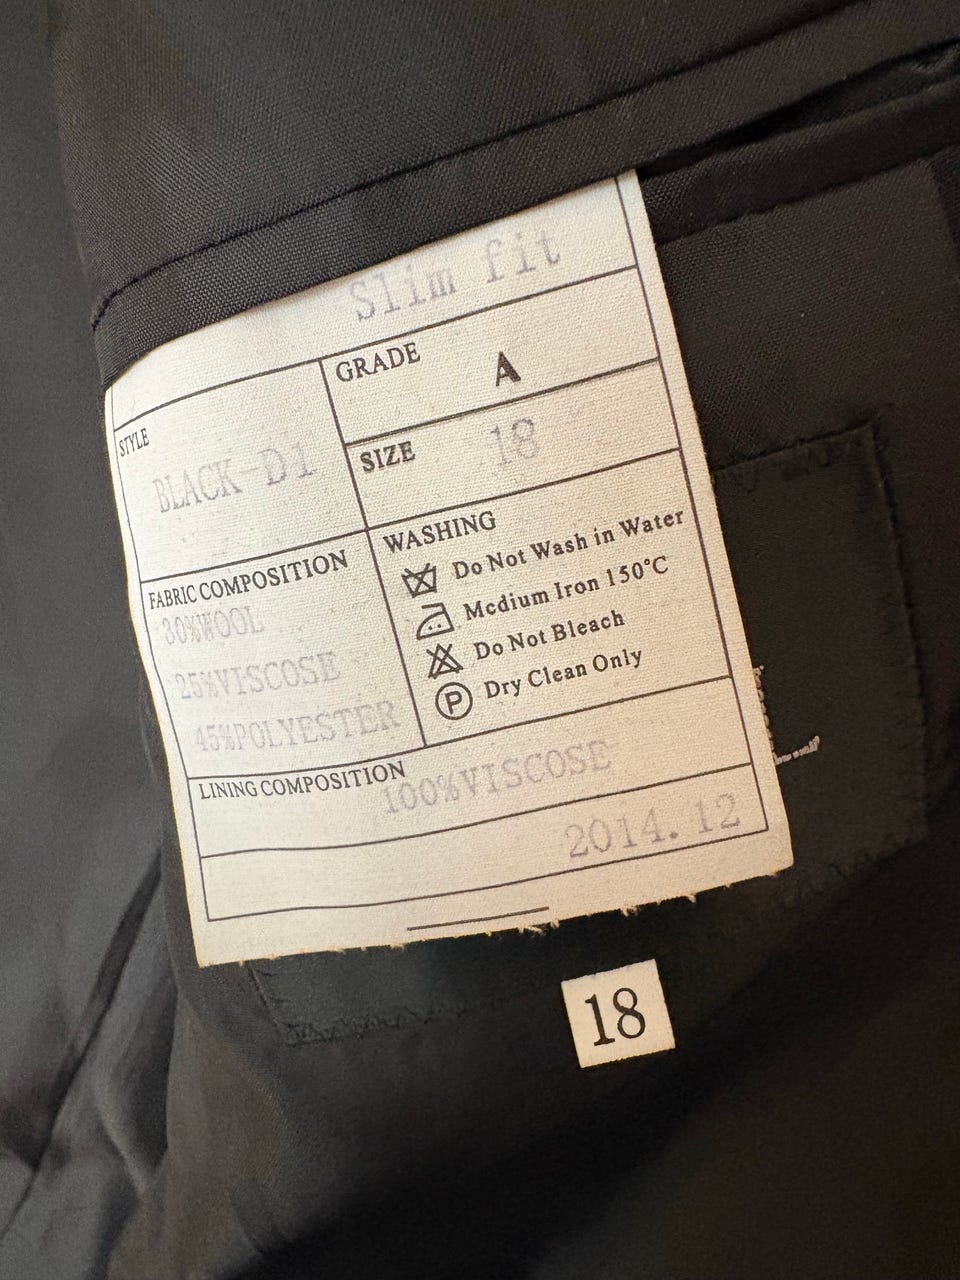 Slim fit
GRADE
A
STYLE
BLACK-D1
SIZE
18
FABRIC COMPOSITION
30%WOOL
25%VISCOSE
45%POLYESTER
WASHING
Do Not Wash in Water
Medium Iron 150°C
Do Not Bleach
P Dry Clean Only
LINING COMPOSITION
100%VISCOSE
2014.12
18